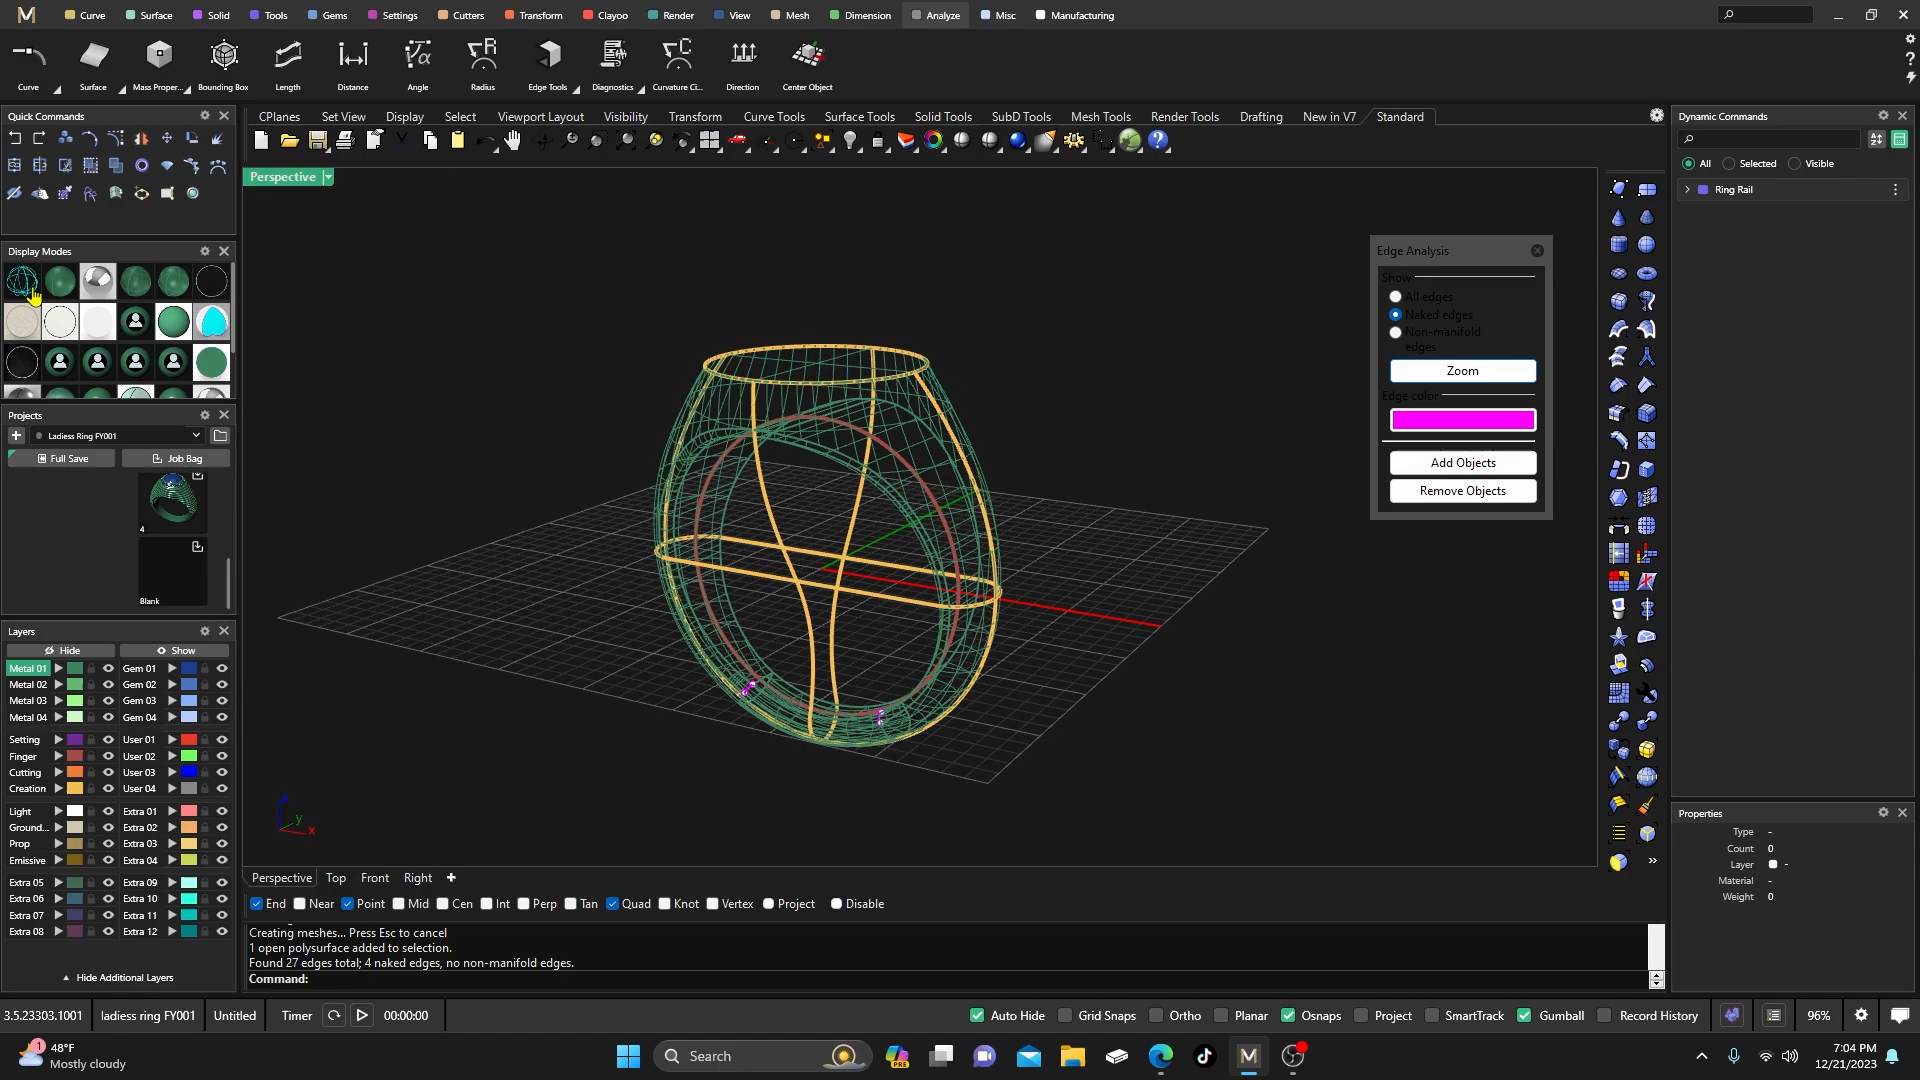 Curve Surface Solid Tools Gems Settings Cutters Transform Clayoo Render View Mesh Dimension Analyze Misc Manufacturing
R C
Curve Surface Mass Proper... Bounding Box Length Distance Angle Radius Edge Tools Diagnostics Curvature Ci... Direction Center Object
Quick Commands
CPlanes Set View Display Select Viewport Layout Visibility Transform Curve Tools Surface Tools Solid Tools SubD Tools Mesh Tools Render Tools Drafting New in V7 Standard
Dynamic Commands
All Selected Visible
Ring Rail
Perspective
Display Modes
Edge Analysis
Show
All edges
Naked edges
Non-manifold
edges
Zoom
Edge color
Add Objects
Remove Objects
Projects
Ladiess Ring FY001
Full Save Job Bag
4
Blank
Layers
Hide Show
Metal 01 Gem 01
Metal 02 Gem 02
Metal 03 Gem 03
Metal 04 Gem 04
Setting User 01
Finger User 02
Cutting User 03
Creation User 04
Light Extra 01
Ground... Extra 02
Prop Extra 03
Emissive Extra 04
Extra 05 Extra 09
Extra 06 Extra 10
Extra 07 Extra 11
Extra 08 Extra 12
Hide Additional Layers
z
y
x
Properties
Type -
Count 0
Layer -
Material -
Weight 0
Perspective Top Front Right
End Near Point Mid Cen Int Perp Tan Quad Knot Vertex Project Disable
Creating meshes... Press Esc to cancel
1 open polysurface added to selection.
Found 27 edges total; 4 naked edges, no non-manifold edges.
Command:
3.5.23303.1001 ladiess ring FY001 Untitled Timer 00:00:00 Auto Hide Grid Snaps Ortho Planar Osnaps Project SmartTrack Gumball Record History 96%
1
48°F
Mostly cloudy
Search
PRE
7:04 PM
12/21/2023